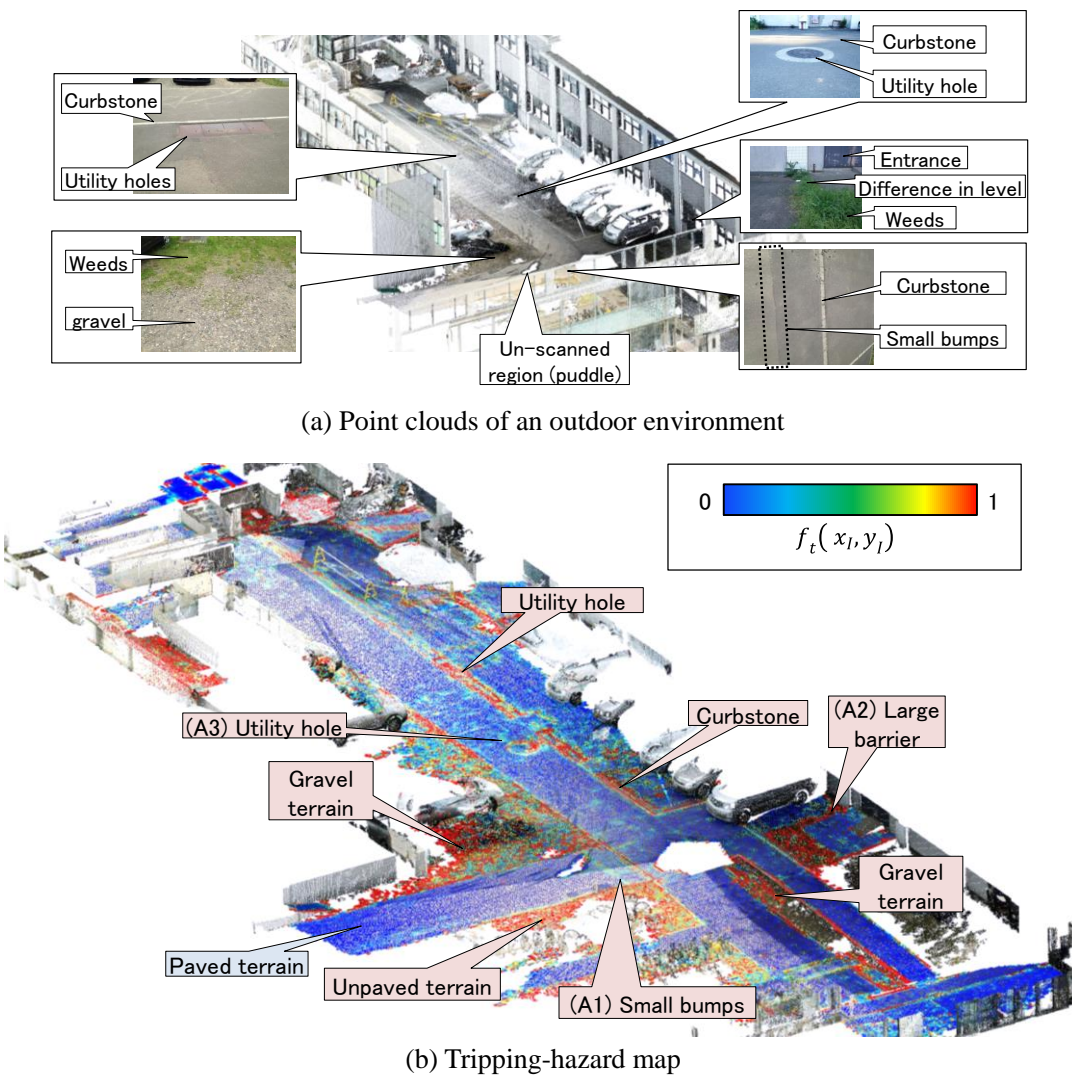 Curbstone
Utility hole
Curbstone
Utility holes
Entrance
Difference in level
Weeds
Weeds
gravel
Curbstone
Small bumps
Un-scanned
region (puddle)
(a) Point clouds of an outdoor environment
0
1
f_t( x_I, y_I)
Utility hole
(A3) Utility hole
Curbstone
(A2) Large
barrier
Gravel
terrain
Gravel
terrain
Paved terrain
Unpaved terrain
(A1) Small bumps
(b) Tripping-hazard map